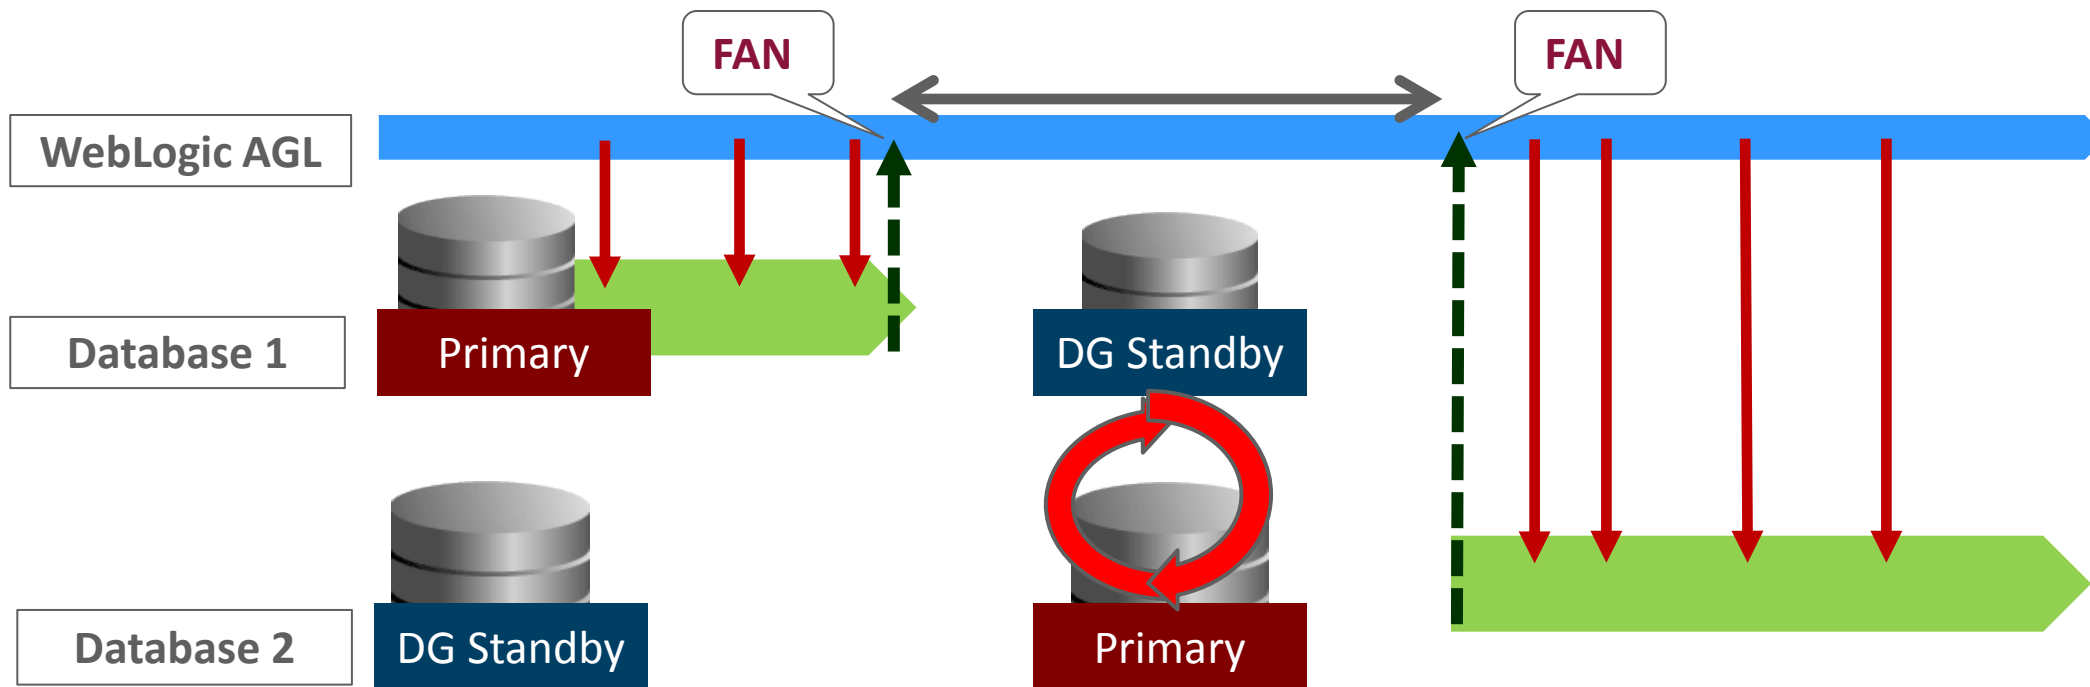 FAN
FAN
WebLogic AGL
Database 1
Primary
DG Standby
Database 2
DG Standby
Primary